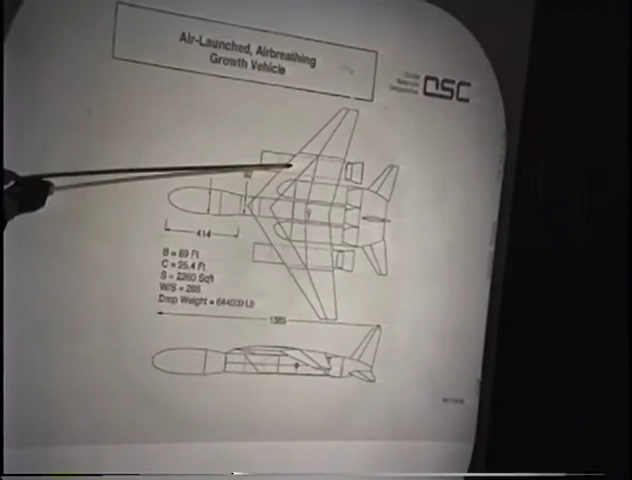 Air-Launched, Airbreathing
Growth Vehicle
OSC
414
B = 89 Ft
C = 25.4 Ft
S = 2260 Sqft
W/S = 285
Drop Weight = 644039 Lb
1385